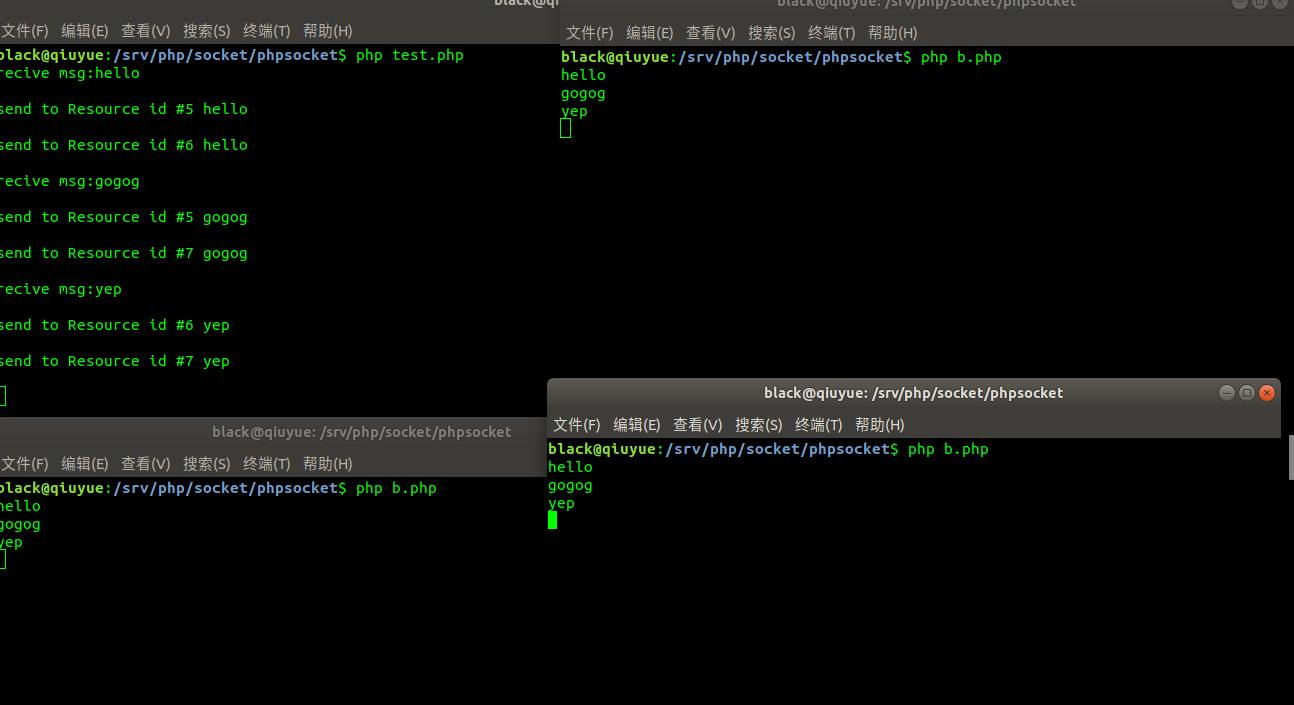 black@q
文件(F) 编辑(E) 查看(V) 搜索(S) 终端(T) 帮助(H)
black@qiuyue:/srv/php/socket/phpsocket$ php test.php
recive msg:hello
send to Resource id #5 hello
send to Resource id #6 hello
recive msg:gogog
send to Resource id #5 gogog
send to Resource id #7 gogog
recive msg:yep
send to Resource id #6 yep
send to Resource id #7 yep
black@qiuyue: /srv/php/socket/phpsocket
文件(F) 编辑(E) 查看(V) 搜索(S) 终端(T) 帮助(H)
black@qiuyue:/srv/php/socket/phpsocket$ php b.php
hello
gogog
yep
black@qiuyue: /srv/php/socket/phpsocket
文件(F) 编辑(E) 查看(V) 搜索(S) 终端(T) 帮助(H)
black@qiuyue:/srv/php/socket/phpsocket$ php b.php
hello
gogog
yep
black@qiuyue: /srv/php/socket/phpsocket
文件(F) 编辑(E) 查看(V) 搜索(S) 终端(T) 帮助(H)
black@qiuyue:/srv/php/socket/phpsocket$ php b.php
hello
gogog
yep